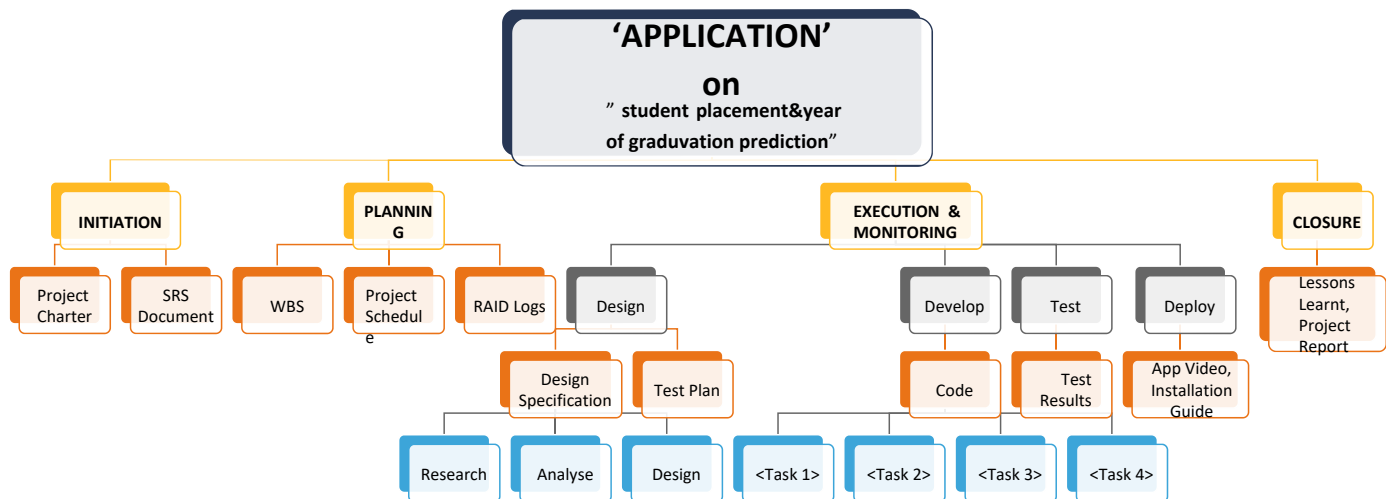 ‘APPLICATION’
on
” student placement&year
of graduvation prediction”
INITIATION
PLANNIN
G
EXECUTION &
MONITORING
CLOSURE
Project
Charter
SRS
Document
WBS
Project
Schedul
e
RAID Logs
Design
Develop
Test
Deploy
Lessons
Learnt,
Project
Report
Design
Specification
Test Plan
Code
Test
Results
App Video,
Installation
Guide
Research
Analyse
Design
<Task 1>
<Task 2>
<Task 3>
<Task 4>